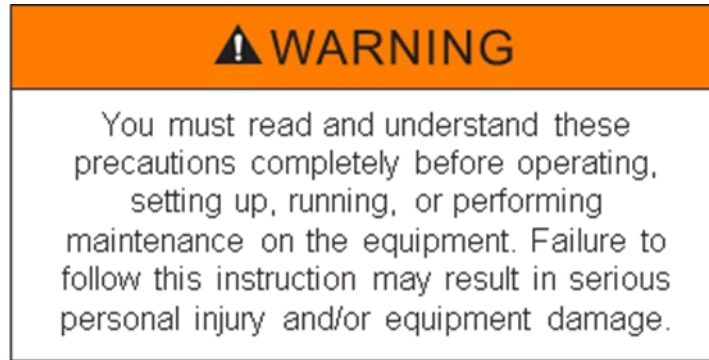 WARNING
You must read and understand these
precautions completely before operating,
setting up, running, or performing
maintenance on the equipment. Failure to
follow this instruction may result in serious
personal injury and/or equipment damage.